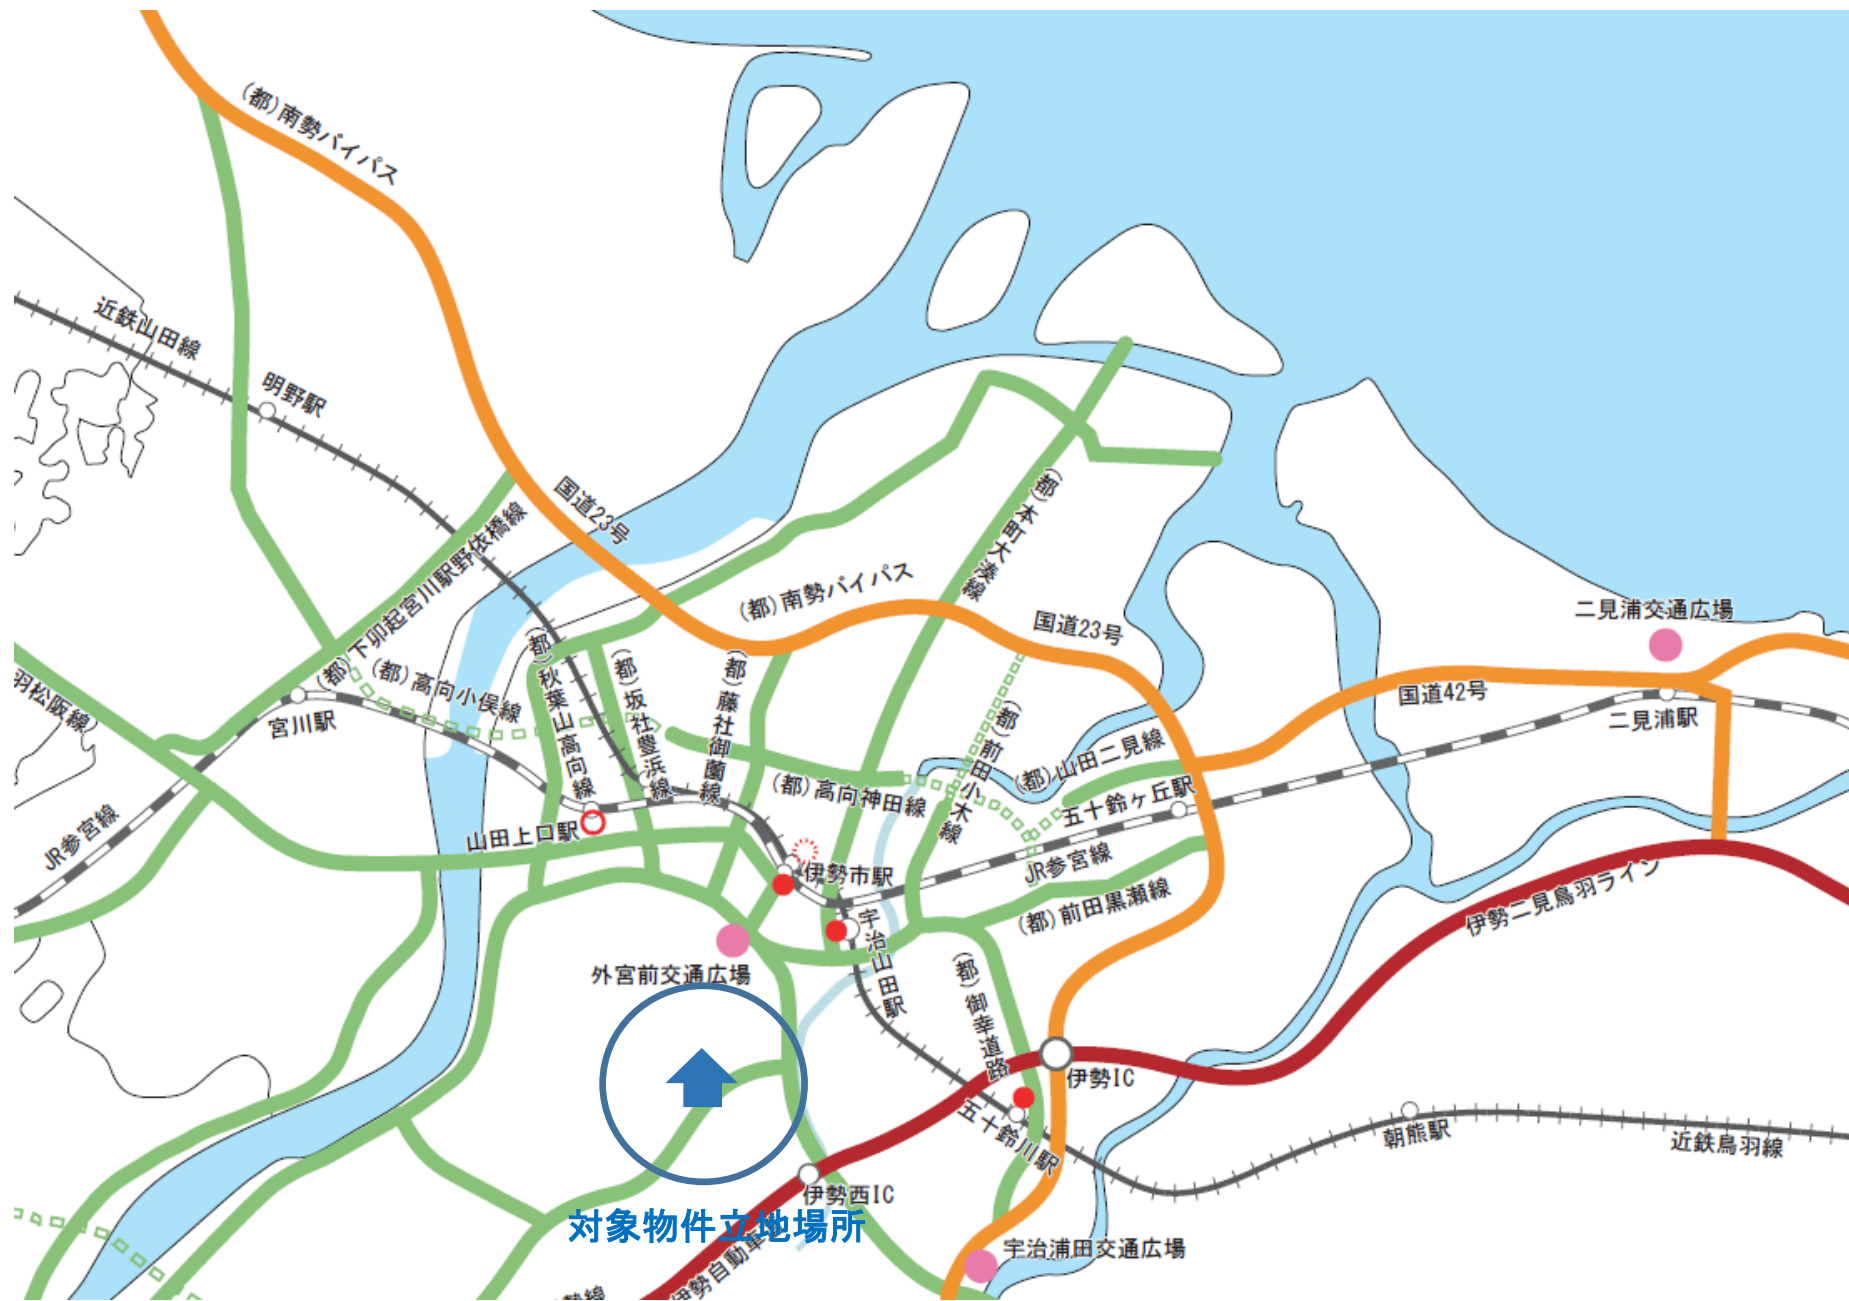 (都)南勢バイパス
近鉄山田線
明野駅
国道23号
(都)下卯起宮川駅野依橋線
(都)本町大湊線
(都)南勢バイパス
国道23号
二見浦交通広場
(都)高向小俣線
(都)秋葉山高向線
(都)坂社豊浜線
(都)藤社御薗線
羽松阪線)
宮川駅
(都)前田小木線
(都)山田二見線
国道42号
二見浦駅
(都)高向神田線
五十鈴ヶ丘駅
JR参宮線
山田上口駅
伊勢市駅
JR参宮線
(都)前田黒瀬線
伊勢二見鳥羽ライン
宇治山田駅
外宮前交通広場
(都)御幸道路
伊勢IC
五十鈴川駅
朝熊駅
近鉄鳥羽線
伊勢西IC
対象物件立地場所
伊勢自動車道
宇治浦田交通広場
勢線